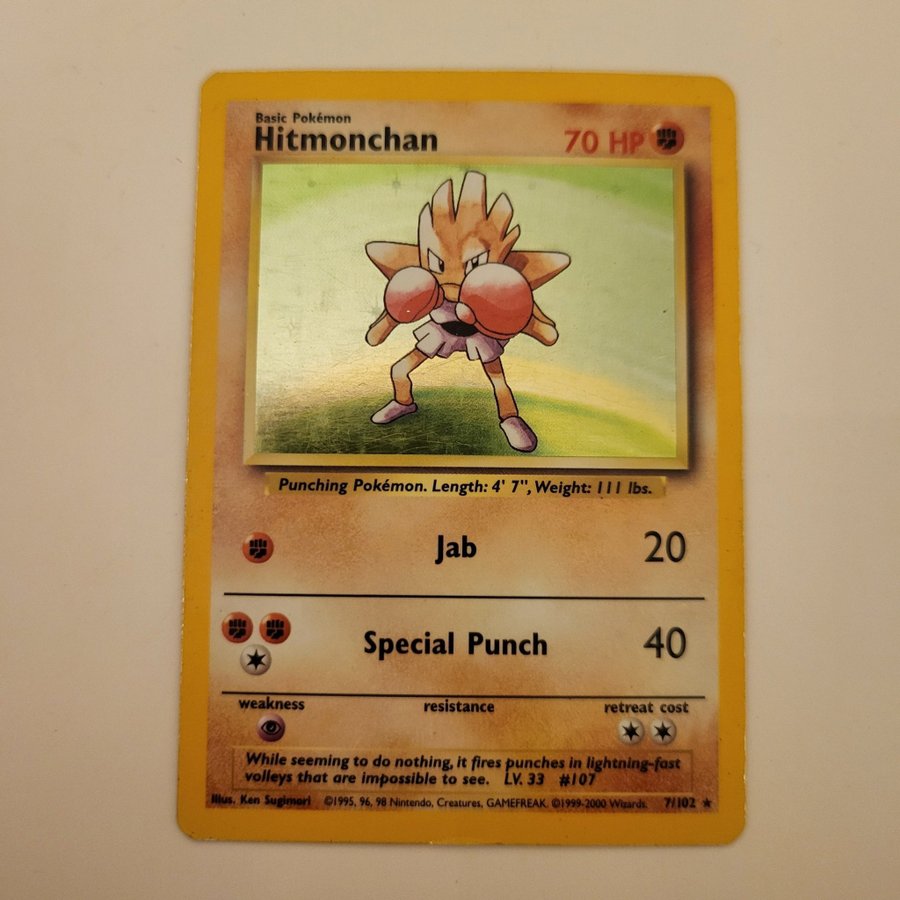 Basic Pokémon
Hitmonchan
70 HP
Punching Pokémon. Length: 4' 7", Weight: 111 lbs.
Jab 20
Special Punch 40
weakness resistance retreat cost
While seeming to do nothing, it fires punches in lightning-fast
volleys that are impossible to see. LV. 33 #107
Illus. Ken Sugimori ©1995, 96, 98 Nintendo, Creatures, GAMEFREAK. ©1999-2000 Wizards. 7/102 ★